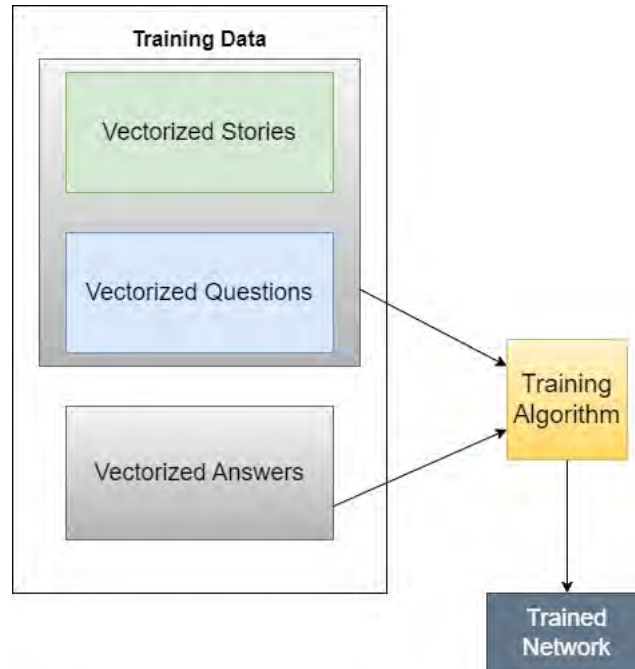 Training Data
Vectorized Stories
Vectorized Questions
Vectorized Answers
Training
Algorithm
Trained
Network